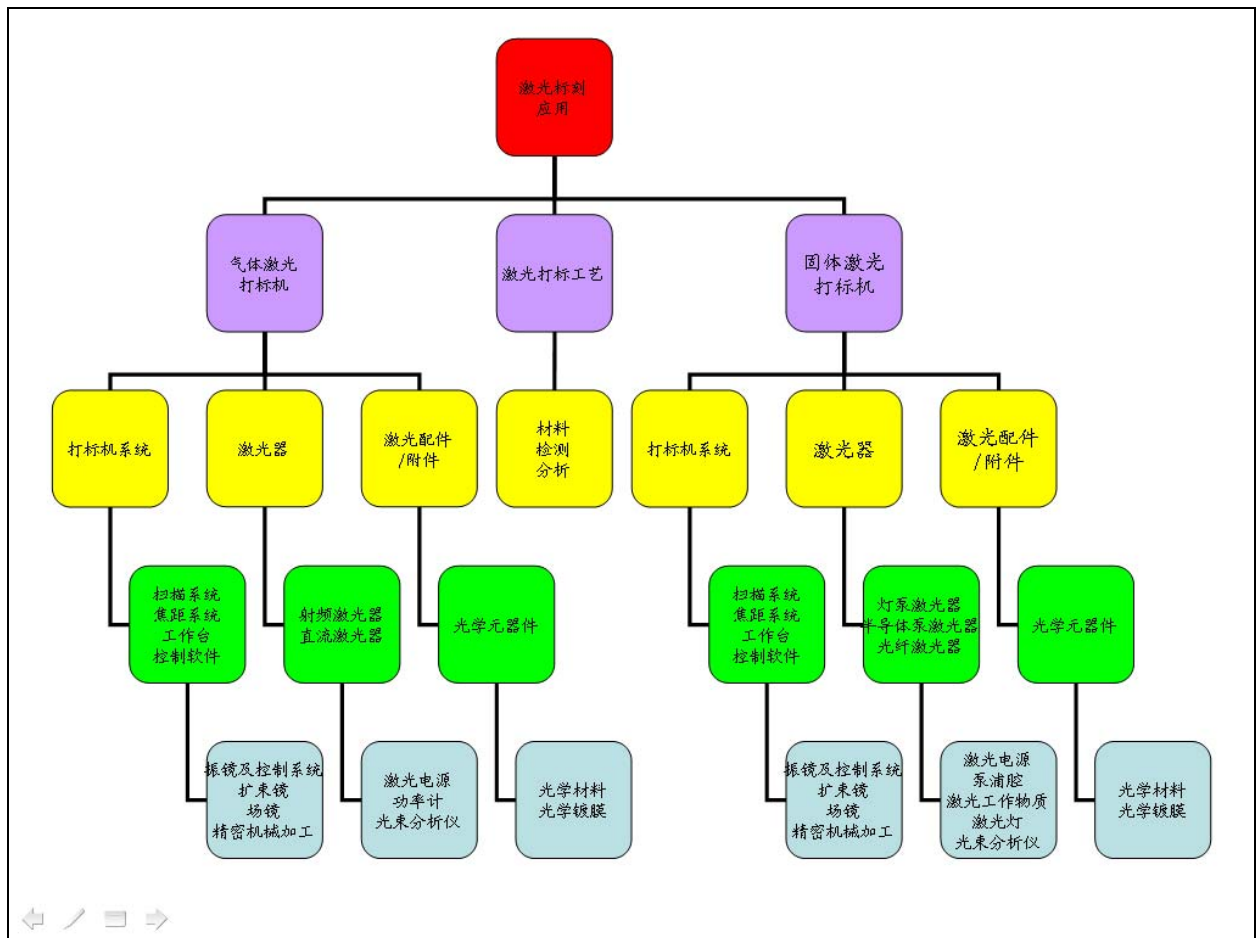 激光标刻
应用
气体激光
打标机
激光打标工艺
固体激光
打标机
打标机系统
激光器
激光配件
/附件
材料
检测
分析
打标机系统
激光器
激光配件
/附件
扫描系统
焦距系统
工作台
控制软件
射频激光器
直流激光器
光学元器件
扫描系统
焦距系统
工作台
控制软件
灯泵激光器
半导体泵激光器
光纤激光器
光学元器件
振镜及控制系统
扩束镜
场镜
精密机械加工
激光电源
功率计
光束分析仪
光学材料
光学镀膜
振镜及控制系统
扩束镜
场镜
精密机械加工
激光电源
泵浦腔
激光工作物质
激光灯
光束分析仪
光学材料
光学镀膜